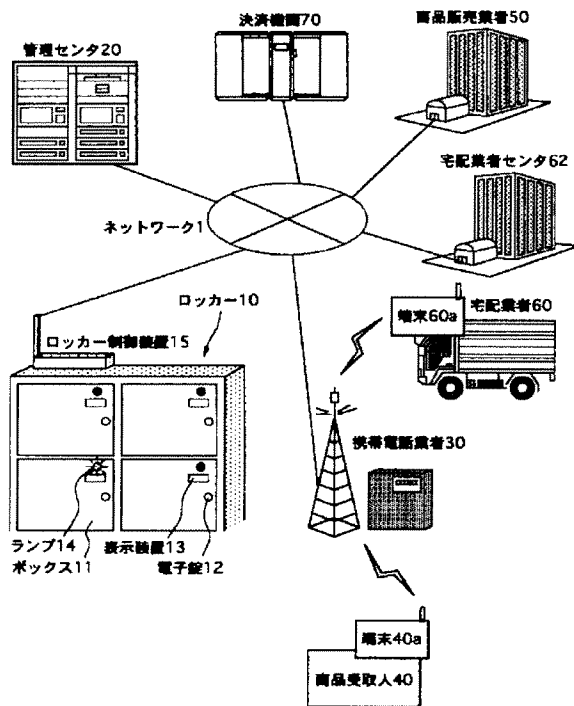 決済機関70
商品販売業者50
管理センタ20
宅配業者センタ62
ネットワーク1
ロッカー10
宅配業者60
端末60a
ロッカー制御装置15
携帯電話業者30
ランプ14
表示装置13
ボックス11
電子錠12
端末40a
商品受取人40